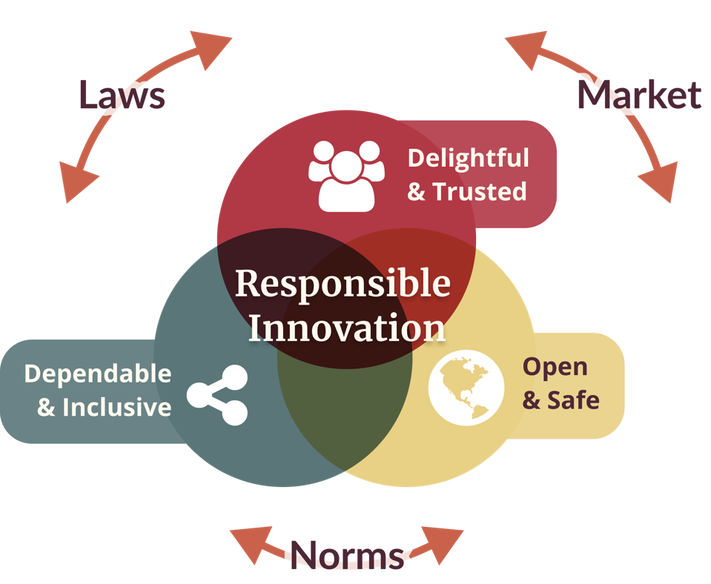 Laws
Market
Delightful
& Trusted
Responsible
Innovation
Dependable
& Inclusive
Open
& Safe
Norms